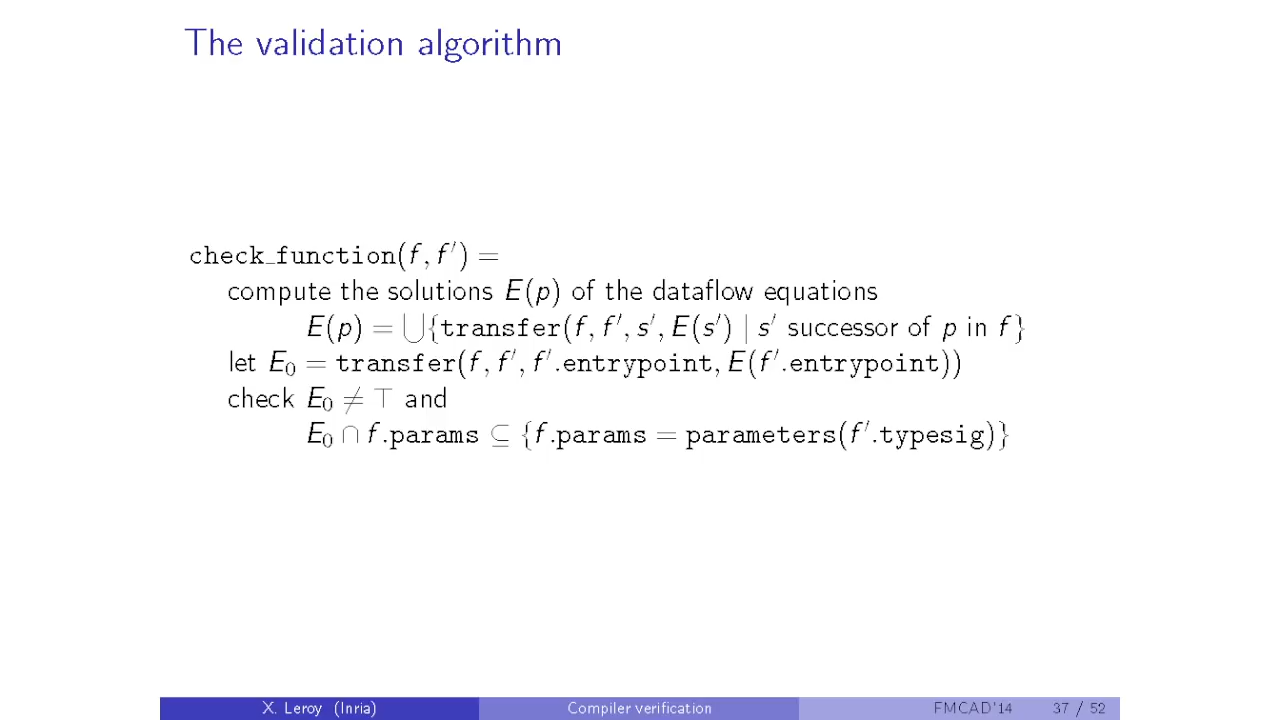 The validation algorithm
check_function(f, f′) =
compute the solutions E(p) of the dataflow equations
E(p) = ⋃{transfer(f, f′, s′, E(s′) | s′ successor of p in f}
let E₀ = transfer(f, f′, f′.entrypoint, E(f′.entrypoint))
check E₀ ≠ ⊤ and
E₀ ∩ f.params ⊆ {f.params = parameters(f′.typesig)}
X. Leroy (Inria) Compiler verification FMCAD'14 37 / 52